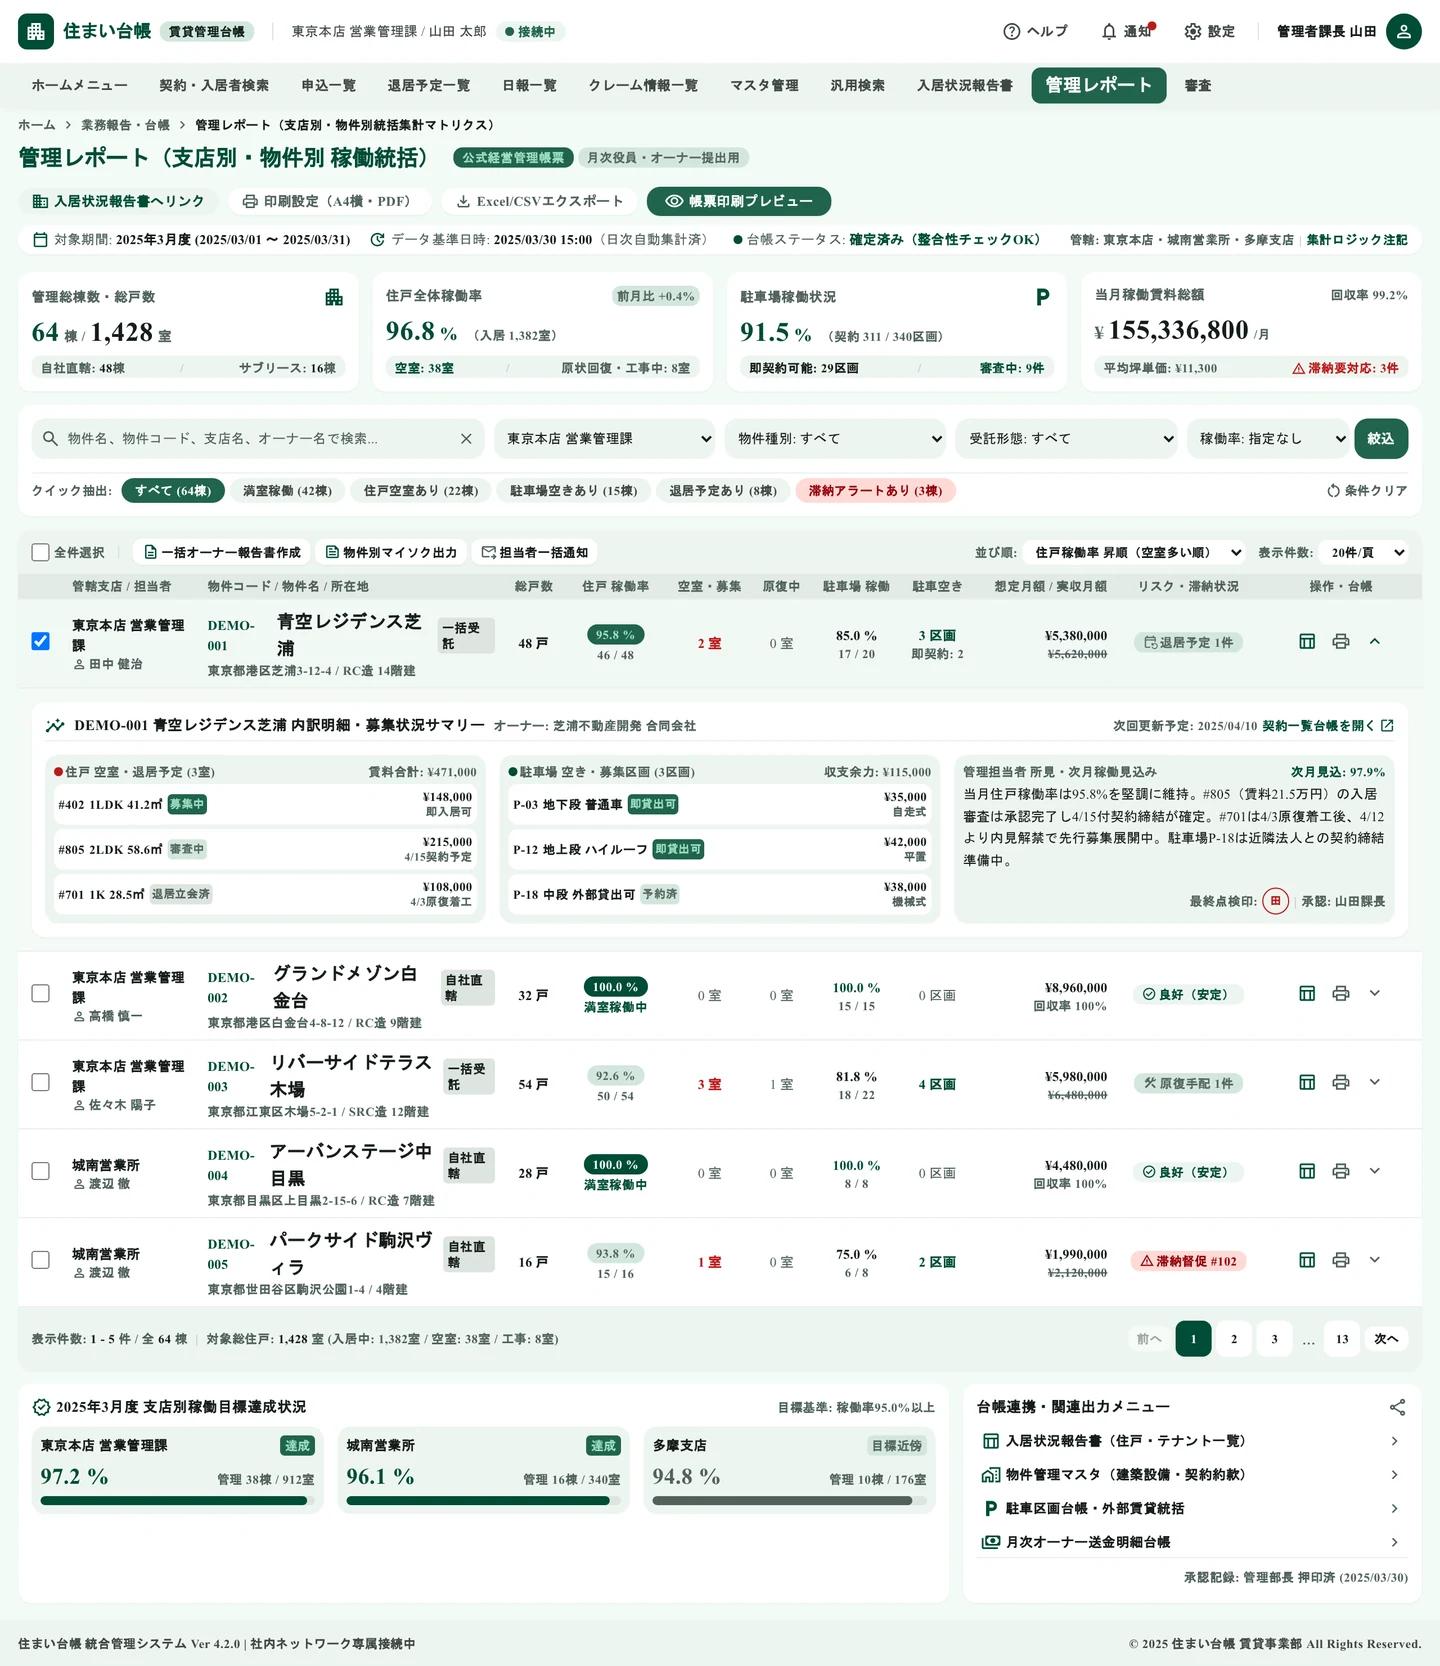 住まい台帳 賃貸管理台帳 東京本店 営業管理課 / 山田 太郎 接続中 ヘルプ 通知 設定 管理者課長 山田
ホームメニュー 契約・入居者検索 申込一覧 退居予定一覧 日報一覧 クレーム情報一覧 マスタ管理 汎用検索 入居状況報告書 管理レポート 審査
ホーム > 業務報告・台帳 > 管理レポート（支店別・物件別統括集計マトリクス）
管理レポート（支店別・物件別 稼働統括） 公式経営管理帳票 月次役員・オーナー提出用
入居状況報告書へリンク 印刷設定（A4横・PDF） Excel/CSVエクスポート 帳票印刷プレビュー
対象期間: 2025年3月度 (2025/03/01 〜 2025/03/31) データ基準日時: 2025/03/30 15:00（日次自動集計済） 台帳ステータス: 確定済み（整合性チェックOK） 管轄: 東京本店・城南営業所・多摩支店 | 集計ロジック注記
管理総棟数・総戸数
64 棟 / 1,428 室
自社直轄: 48棟 / サブリース: 16棟
住戸全体稼働率 前月比 +0.4%
96.8 % （入居 1,382室）
空室: 38室 / 原状回復・工事中: 8室
駐車場稼働状況 P
91.5 % （契約 311 / 340区画）
即契約可能: 29区画 / 審査中: 9件
当月稼働賃料総額 回収率 99.2%
¥ 155,336,800 /月
平均坪単価: ¥11,300 滞納要対応: 3件
物件名、物件コード、支店名、オーナー名で検索... 東京本店 営業管理課 物件種別: すべて 受託形態: すべて 稼働率: 指定なし 絞込
クイック抽出: すべて (64棟) 満室稼働 (42棟) 住戸空室あり (22棟) 駐車場空きあり (15棟) 退居予定あり (8棟) 滞納アラートあり (3棟) 条件クリア
全件選択 一括オーナー報告書作成 物件別マイソク出力 担当者一括通知 並び順: 住戸稼働率 昇順（空室多い順） 表示件数: 20件/頁
管轄支店 / 担当者 物件コード / 物件名 / 所在地 総戸数 住戸 稼働率 空室・募集 原復中 駐車場 稼働 駐車空き 想定月額 / 実収月額 リスク・滞納状況 操作・台帳
東京本店 営業管理課
田中 健治
DEMO-001 青空レジデンス芝浦 一括受託
東京都港区芝浦3-12-4 / RC造 14階建
48 戸
95.8 %
46 / 48
2 室
0 室
85.0 %
17 / 20
3 区画
即契約: 2
¥5,380,000
¥5,620,000
退居予定 1件
DEMO-001 青空レジデンス芝浦 内訳明細・募集状況サマリー オーナー: 芝浦不動産開発 合同会社 次回更新予定: 2025/04/10 契約一覧台帳を開く
住戸 空室・退居予定 (3室) 賃料合計: ¥471,000
#402 1LDK 41.2㎡ 募集中 ¥148,000
即入居可
#805 2LDK 58.6㎡ 審査中 ¥215,000
4/15契約予定
#701 1K 28.5㎡ 退居立会済 ¥108,000
4/3原復着工
駐車場 空き・募集区画 (3区画) 収支余力: ¥115,000
P-03 地下段 普通車 即貸出可 ¥35,000
自走式
P-12 地上段 ハイルーフ 即貸出可 ¥42,000
平置
P-18 中段 外部貸出可 予約済 ¥38,000
機械式
管理担当者 所見・次月稼働見込み 次月見込: 97.9%
当月住戸稼働率は95.8%を堅調に維持。#805（賃料21.5万円）の入居
審査は承認完了し4/15付契約締結が確定。#701は4/3原復着工後、4/12
より内見解禁で先行募集展開中。駐車場P-18は近隣法人との契約締結
準備中。
最終点検印: 田 | 承認: 山田課長
東京本店 営業管理課
高橋 慎一
DEMO-002 グランドメゾン白金台 自社直轄
東京都港区白金台4-8-12 / RC造 9階建
32 戸
100.0 %
満室稼働中
0 室
0 室
100.0 %
15 / 15
0 区画
¥8,960,000
回収率 100%
良好（安定）
東京本店 営業管理課
佐々木 陽子
DEMO-003 リバーサイドテラス木場 一括受託
東京都江東区木場5-2-1 / SRC造 12階建
54 戸
92.6 %
50 / 54
3 室
1 室
81.8 %
18 / 22
4 区画
¥5,980,000
¥6,480,000
原復手配 1件
城南営業所
渡辺 徹
DEMO-004 アーバンステージ中目黒 自社直轄
東京都目黒区上目黒2-15-6 / RC造 7階建
28 戸
100.0 %
満室稼働中
0 室
0 室
100.0 %
8 / 8
0 区画
¥4,480,000
回収率 100%
良好（安定）
城南営業所
渡辺 徹
DEMO-005 パークサイド駒沢ヴィラ 自社直轄
東京都世田谷区駒沢公園1-4 / 4階建
16 戸
93.8 %
15 / 16
1 室
0 室
75.0 %
6 / 8
2 区画
¥1,990,000
¥2,120,000
滞納督促 #102
表示件数: 1 - 5 件 / 全 64 棟 | 対象総住戸: 1,428 室 (入居中: 1,382室 / 空室: 38室 / 工事: 8室) 前へ 1 2 3 ... 13 次へ
2025年3月度 支店別稼働目標達成状況 目標基準: 稼働率95.0%以上
東京本店 営業管理課 達成
97.2 % 管理 38棟 / 912室
城南営業所 達成
96.1 % 管理 16棟 / 340室
多摩支店 目標近傍
94.8 % 管理 10棟 / 176室
台帳連携・関連出力メニュー
入居状況報告書（住戸・テナント一覧）
物件管理マスタ（建築設備・契約約款）
P 駐車区画台帳・外部賃貸統括
月次オーナー送金明細台帳
承認記録: 管理部長 押印済 (2025/03/30)
住まい台帳 統合管理システム Ver 4.2.0 | 社内ネットワーク専属接続中 © 2025 住まい台帳 賃貸事業部 All Rights Reserved.